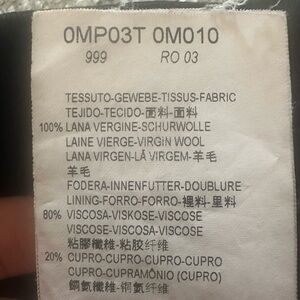 0MP03T 0M010
999 RO 03
TESSUTO-GEWEBE-TISSUS-FABRIC
TEJIDO-TECIDO-面料-面料
100% LANA VERGINE-SCHURWOLLE
LAINE VIERGE-VIRGIN WOOL
LANA VIRGEN-LÃ VIRGEM-羊毛
羊毛
FODERA-INNENFUTTER-DOUBLURE
LINING-FORRO-FORRO-裡料-里料
80% VISCOSA-VISKOSE-VISCOSE
VISCOSE-VISCOSA-VISCOSE
粘膠纖維-粘胶纤维
20% CUPRO-CUPRO-CUPRO-CUPRO
CUPRO-CUPRAMÓNIO (CUPRO)
銅氨纖維-铜氨纤维